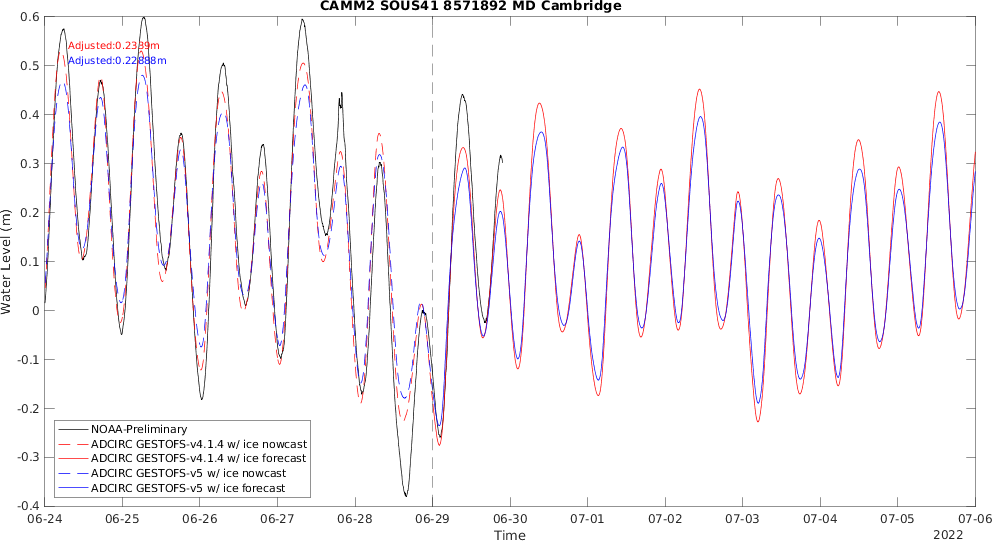 CAMM2 SOUS41 8571892 MD Cambridge
Adjusted:0.2339m
Adjusted:0.22888m
Water Level (m)
0.6
0.5
0.4
0.3
0.2
0.1
0
-0.1
-0.2
-0.3
-0.4
NOAA-Preliminary
ADCIRC GESTOFS-v4.1.4 w/ ice nowcast
ADCIRC GESTOFS-v4.1.4 w/ ice forecast
ADCIRC GESTOFS-v5 w/ ice nowcast
ADCIRC GESTOFS-v5 w/ ice forecast
06-24 06-25 06-26 06-27 06-28 06-29 06-30 07-01 07-02 07-03 07-04 07-05 07-06
Time
2022